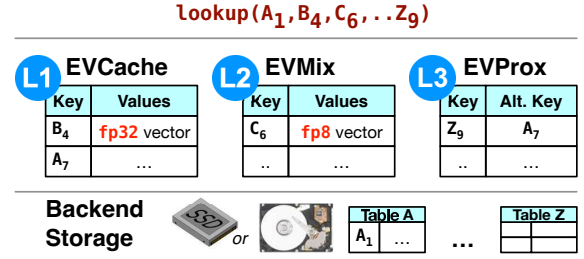 lookup(A1,B4,C6,..Z9)
L1 EVCache
Key Values
B4 fp32 vector
A7 ...
L2 EVMix
Key Values
C6 fp8 vector
.. ...
L3 EVProx
Key Alt. Key
Z9 A7
.. ...
Backend
Storage
SSD
or
Table A
A1 ...
...
Table Z